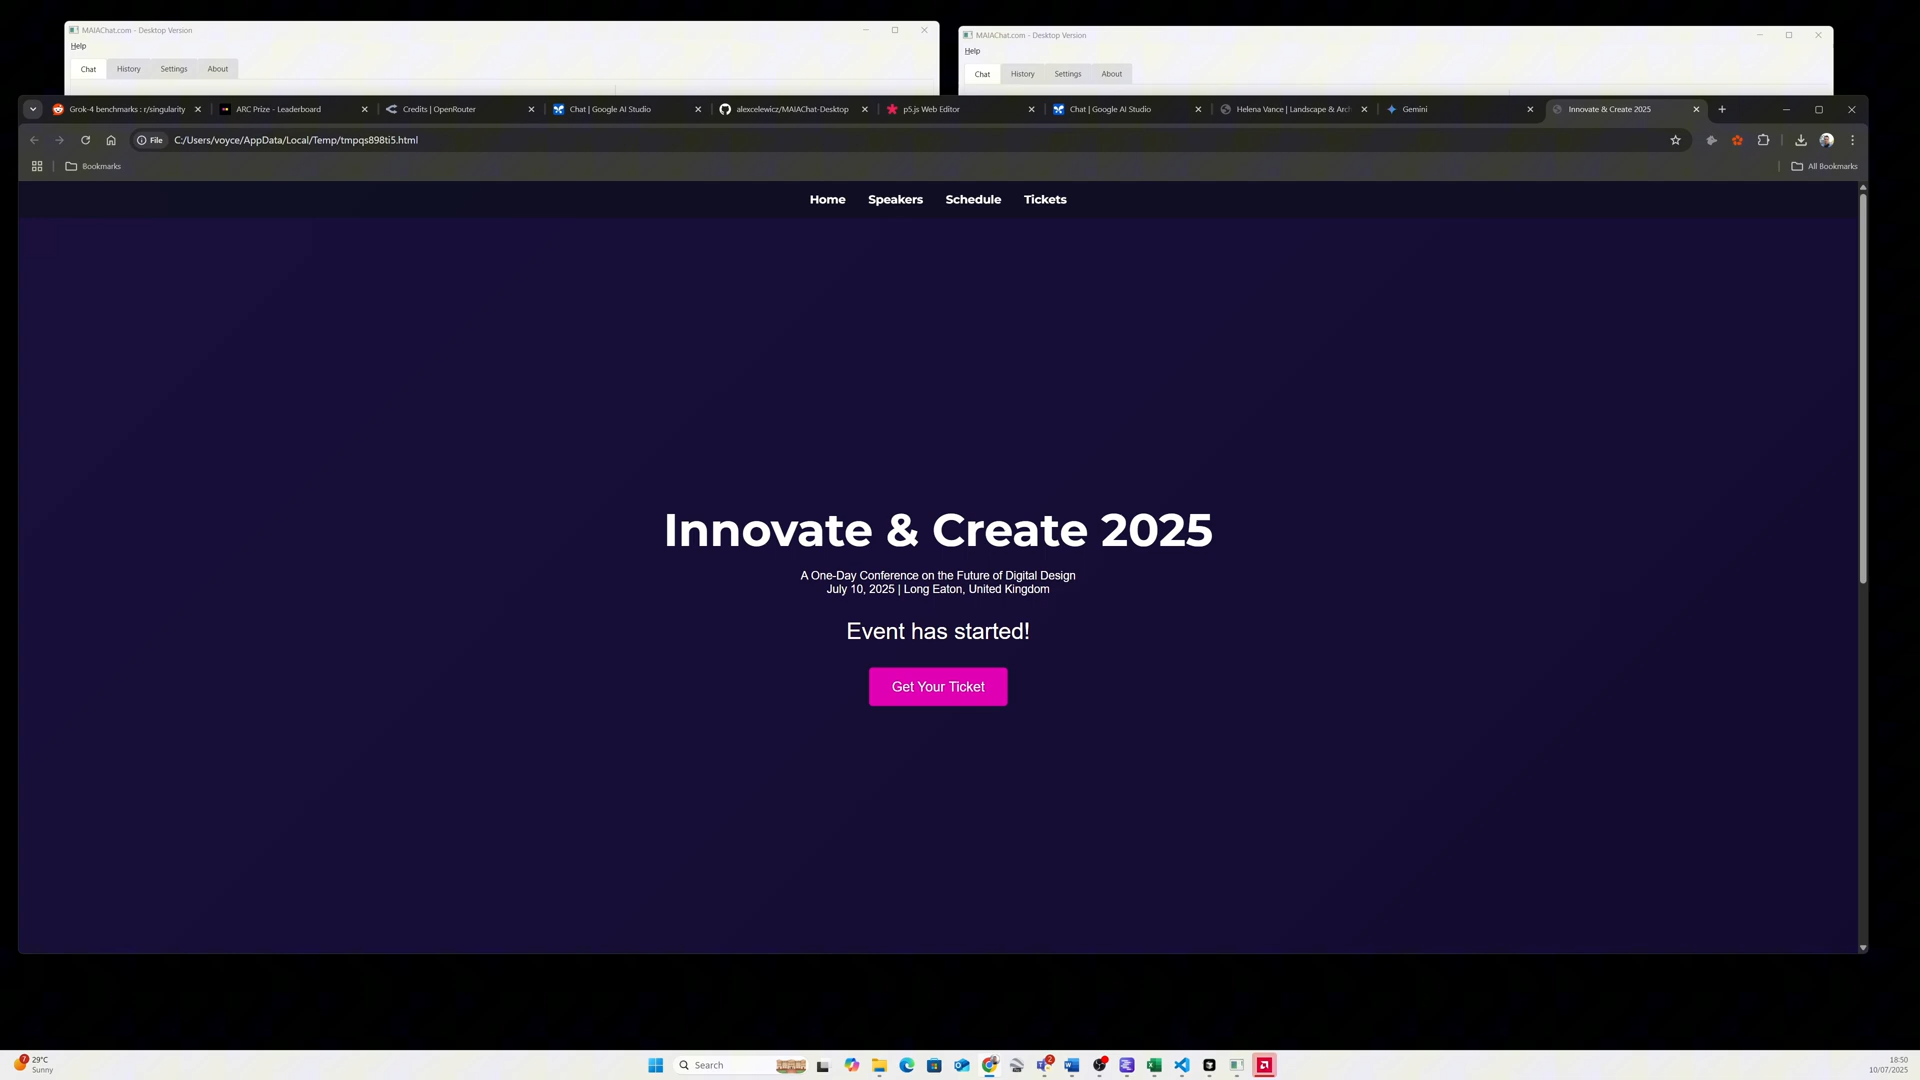 MAIAChat.com - Desktop Version
Help
Chat History Settings About
MAIAChat.com - Desktop Version
Help
Chat History Settings About
Grok-4 benchmarks : r/singularity
ARC Prize - Leaderboard
Credits | OpenRouter
Chat | Google AI Studio
alexcelewicz/MAIAChat-Desktop
p5.js Web Editor
Chat | Google AI Studio
Helena Vance | Landscape & Arch
Gemini
Innovate & Create 2025
File C:/Users/voyce/AppData/Local/Temp/tmpqs898ti5.html
Bookmarks
All Bookmarks
Home Speakers Schedule Tickets
Innovate & Create 2025
A One-Day Conference on the Future of Digital Design
July 10, 2025 | Long Eaton, United Kingdom
Event has started!
Get Your Ticket
7
29°C
Sunny
Search
2
18:50
10/07/2025